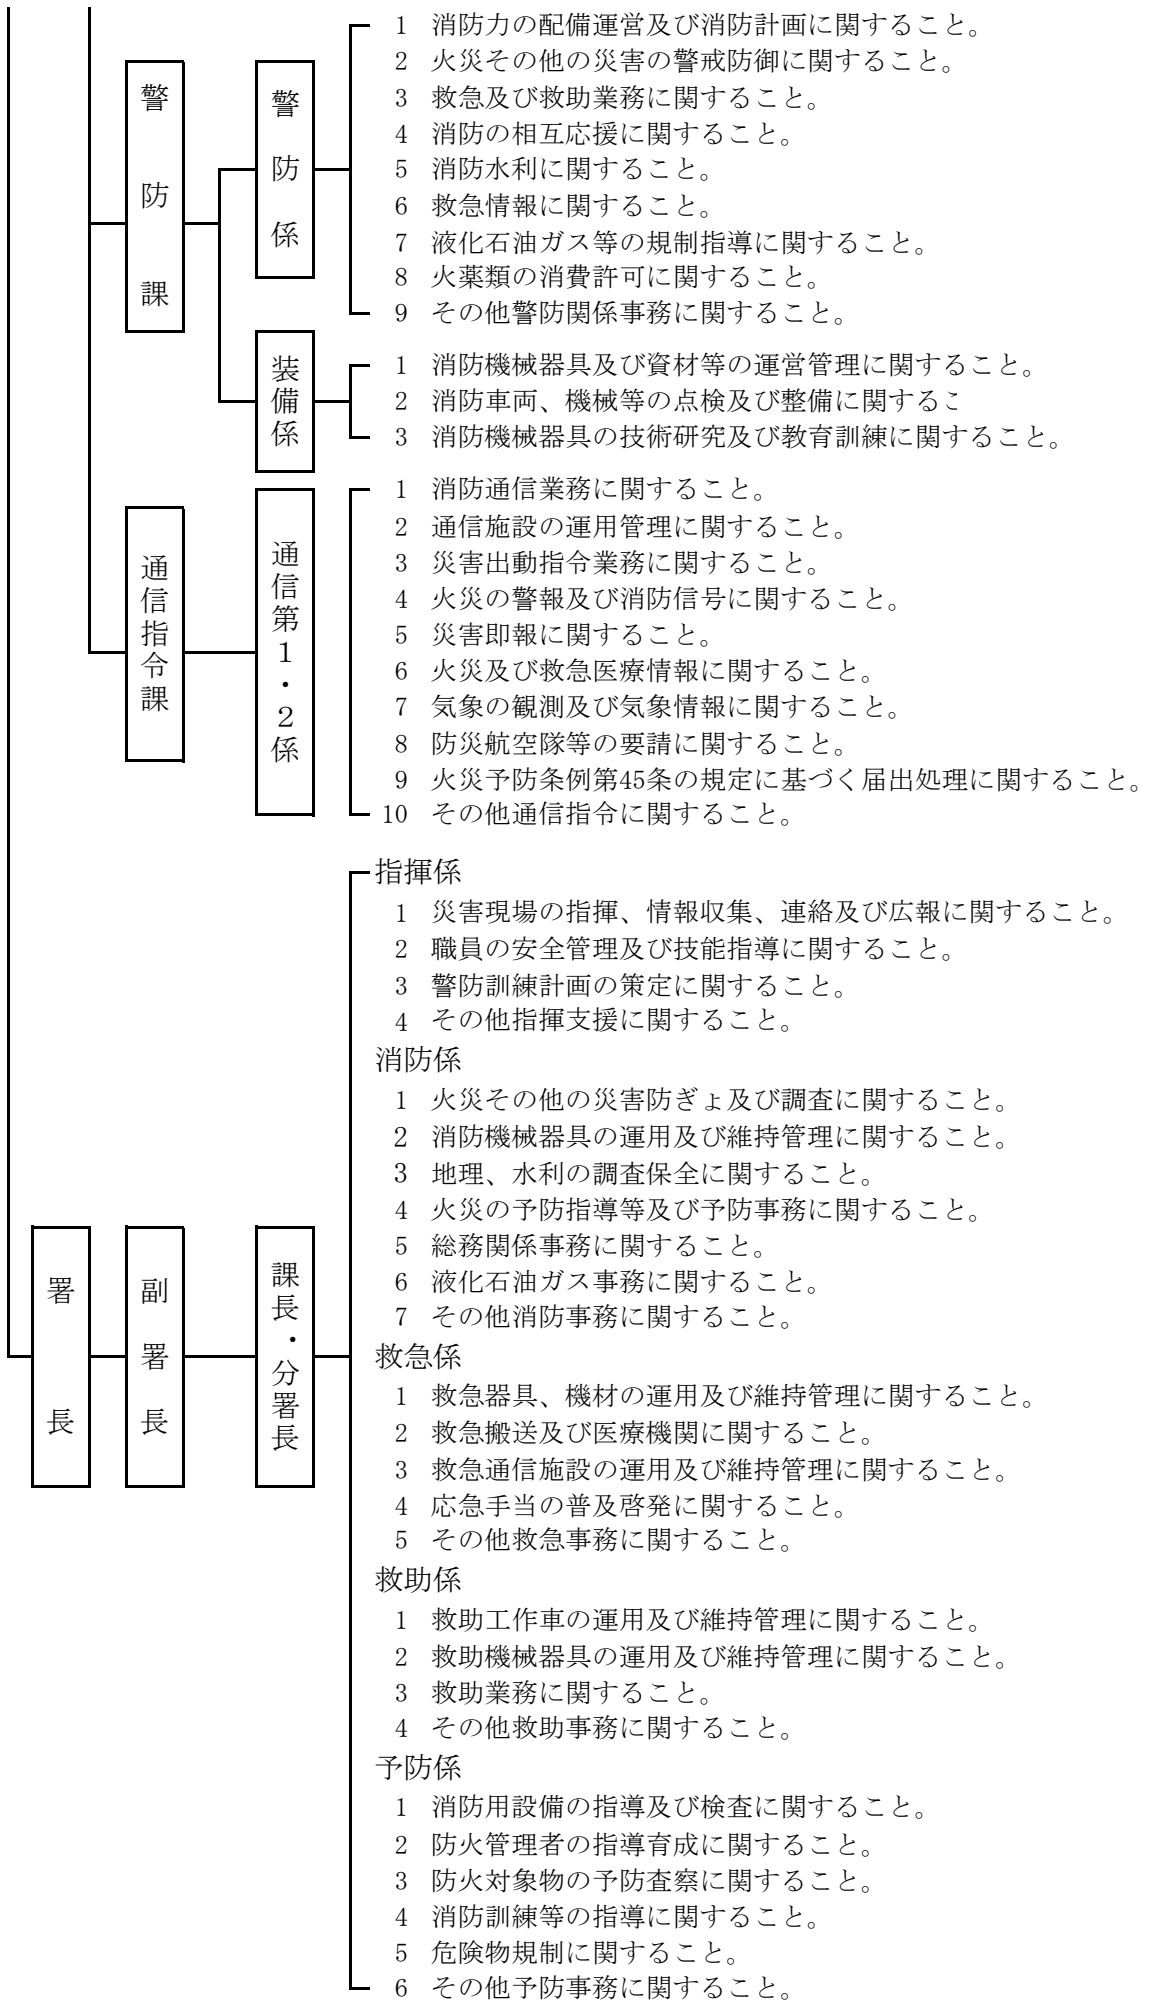 警防課
警防係
1 消防力の配備運営及び消防計画に関すること。
2 火災その他の災害の警戒防御に関すること。
3 救急及び救助業務に関すること。
4 消防の相互応援に関すること。
5 消防水利に関すること。
6 救急情報に関すること。
7 液化石油ガス等の規制指導に関すること。
8 火薬類の消費許可に関すること。
9 その他警防関係事務に関すること。
装備係
1 消防機械器具及び資材等の運営管理に関すること。
2 消防車両、機械等の点検及び整備に関するこ
3 消防機械器具の技術研究及び教育訓練に関すること。
通信指令課
通信第1・2係
1 消防通信業務に関すること。
2 通信施設の運用管理に関すること。
3 災害出動指令業務に関すること。
4 火災の警報及び消防信号に関すること。
5 災害即報に関すること。
6 火災及び救急医療情報に関すること。
7 気象の観測及び気象情報に関すること。
8 防災航空隊等の要請に関すること。
9 火災予防条例第45条の規定に基づく届出処理に関すること。
10 その他通信指令に関すること。
署長
副署長
課長・分署長
指揮係
1 災害現場の指揮、情報収集、連絡及び広報に関すること。
2 職員の安全管理及び技能指導に関すること。
3 警防訓練計画の策定に関すること。
4 その他指揮支援に関すること。
消防係
1 火災その他の災害防ぎょ及び調査に関すること。
2 消防機械器具の運用及び維持管理に関すること。
3 地理、水利の調査保全に関すること。
4 火災の予防指導等及び予防事務に関すること。
5 総務関係事務に関すること。
6 液化石油ガス事務に関すること。
7 その他消防事務に関すること。
救急係
1 救急器具、機材の運用及び維持管理に関すること。
2 救急搬送及び医療機関に関すること。
3 救急通信施設の運用及び維持管理に関すること。
4 応急手当の普及啓発に関すること。
5 その他救急事務に関すること。
救助係
1 救助工作車の運用及び維持管理に関すること。
2 救助機械器具の運用及び維持管理に関すること。
3 救助業務に関すること。
4 その他救助事務に関すること。
予防係
1 消防用設備の指導及び検査に関すること。
2 防火管理者の指導育成に関すること。
3 防火対象物の予防査察に関すること。
4 消防訓練等の指導に関すること。
5 危険物規制に関すること。
6 その他予防事務に関すること。